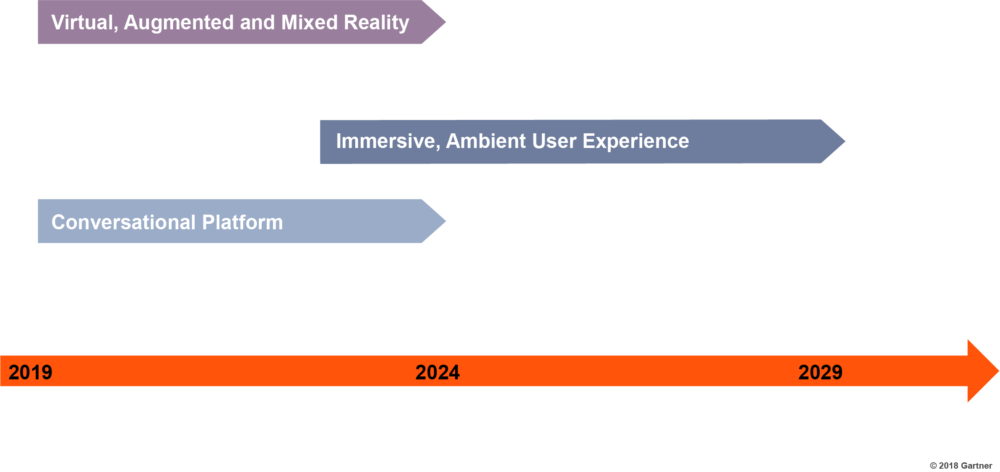 Virtual, Augmented and Mixed Reality
Immersive, Ambient User Experience
Conversational Platform
2019 2024 2029
© 2018 Gartner